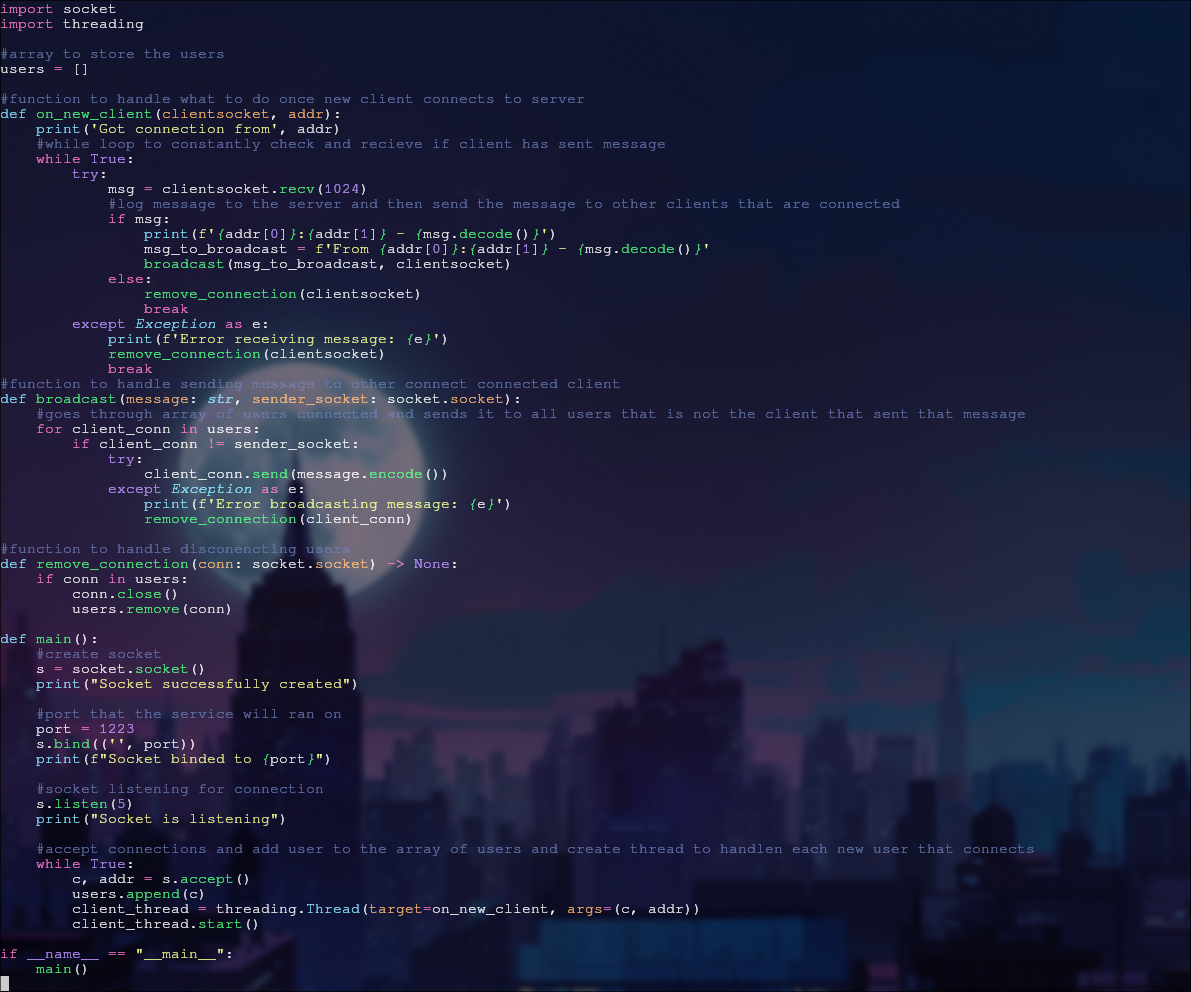 import socket
import threading

#array to store the users
users = []

#function to handle what to do once new client connects to server
def on_new_client(clientsocket, addr):
    print('Got connection from', addr)
    #while loop to constantly check and recieve if client has sent message
    while True:
        try:
            msg = clientsocket.recv(1024)
            #log message to the server and then send the message to other clients that are connected
            if msg:
                print(f'{addr[0]}:{addr[1]} - {msg.decode()}')
                msg_to_broadcast = f'From {addr[0]}:{addr[1]} - {msg.decode()}'
                broadcast(msg_to_broadcast, clientsocket)
            else:
                remove_connection(clientsocket)
                break
        except Exception as e:
            print(f'Error receiving message: {e}')
            remove_connection(clientsocket)
            break
#function to handle sending message to other connect connected client
def broadcast(message: str, sender_socket: socket.socket):
    #goes through array of users connected and sends it to all users that is not the client that sent that message
    for client_conn in users:
        if client_conn != sender_socket:
            try:
                client_conn.send(message.encode())
            except Exception as e:
                print(f'Error broadcasting message: {e}')
                remove_connection(client_conn)

#function to handle disconencting users
def remove_connection(conn: socket.socket) -> None:
    if conn in users:
        conn.close()
        users.remove(conn)

def main():
    #create socket
    s = socket.socket()
    print("Socket successfully created")

    #port that the service will ran on
    port = 1223
    s.bind(('', port))
    print(f"Socket binded to {port}")

    #socket listening for connection
    s.listen(5)
    print("Socket is listening")

    #accept connections and add user to the array of users and create thread to handlen each new user that connects
    while True:
        c, addr = s.accept()
        users.append(c)
        client_thread = threading.Thread(target=on_new_client, args=(c, addr))
        client_thread.start()

if __name__ == "__main__":
    main()